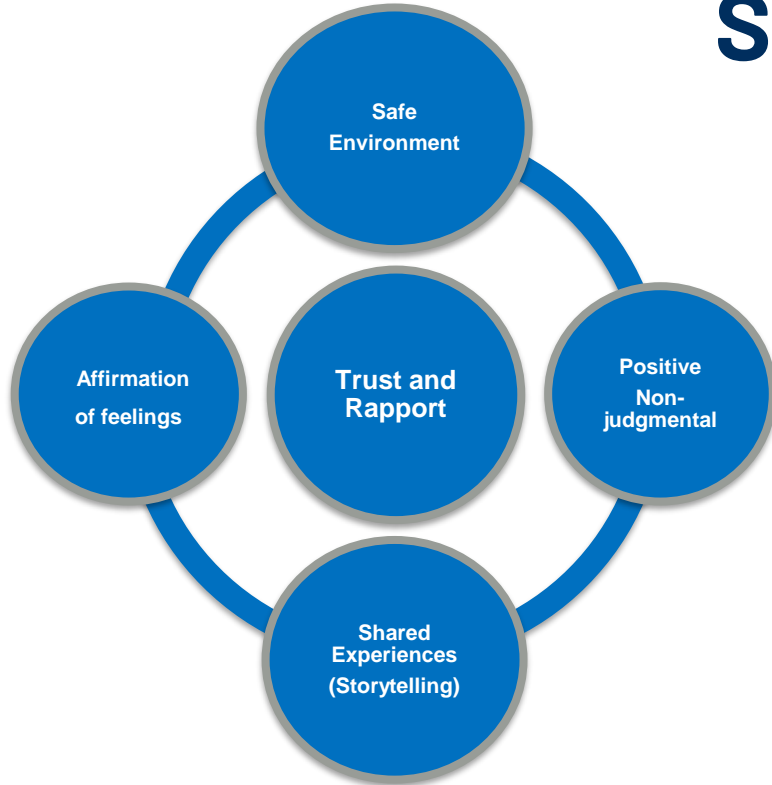 S
Safe
Environment
Affirmation
of feelings
Trust and
Rapport
Positive
Non-
judgmental
Shared
Experiences
(Storytelling)